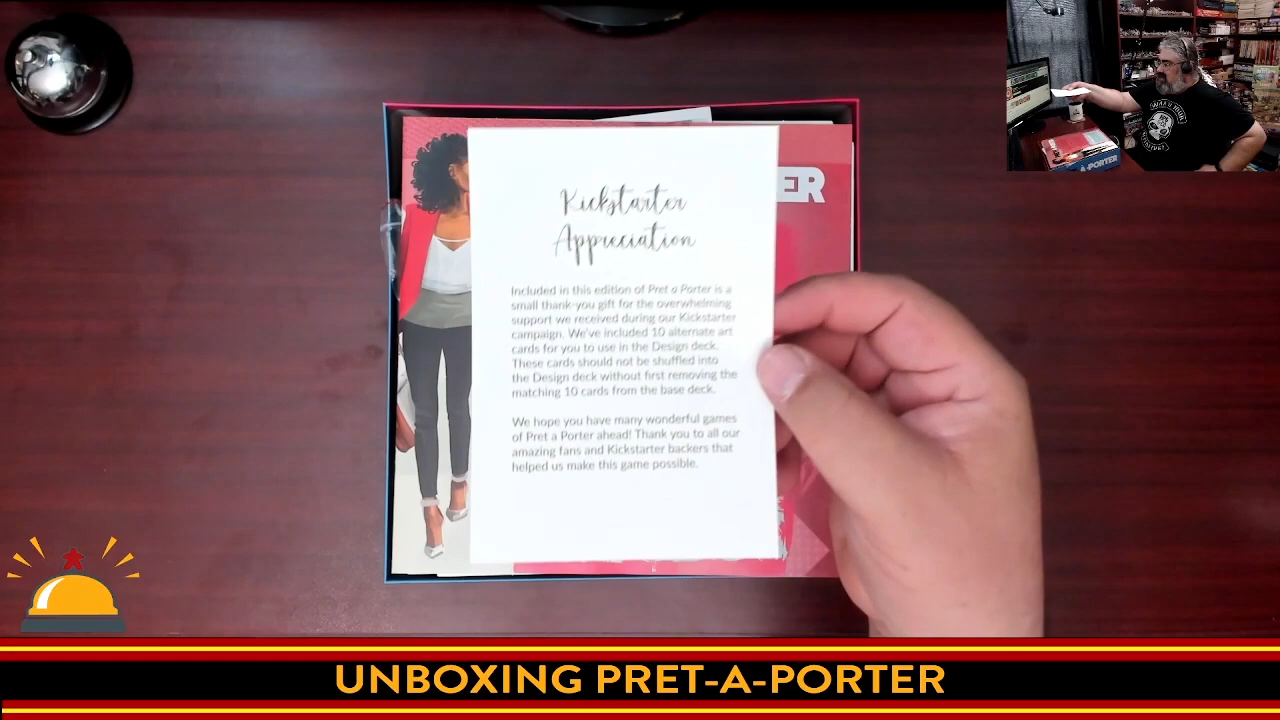 ER
A-PORTER
Kickstarter
Appreciation
Included in this edition of Pret a Porter is a
small thank-you gift for the overwhelming
support we received during our Kickstarter
campaign. We've included 10 alternate art
cards for you to use in the Design deck.
These cards should not be shuffled into
the Design deck without first removing the
matching 10 cards from the base deck.
We hope you have many wonderful games
of Pret a Porter ahead! Thank you to all our
amazing fans and Kickstarter backers that
helped us make this game possible.
UNBOXING PRET-A-PORTER